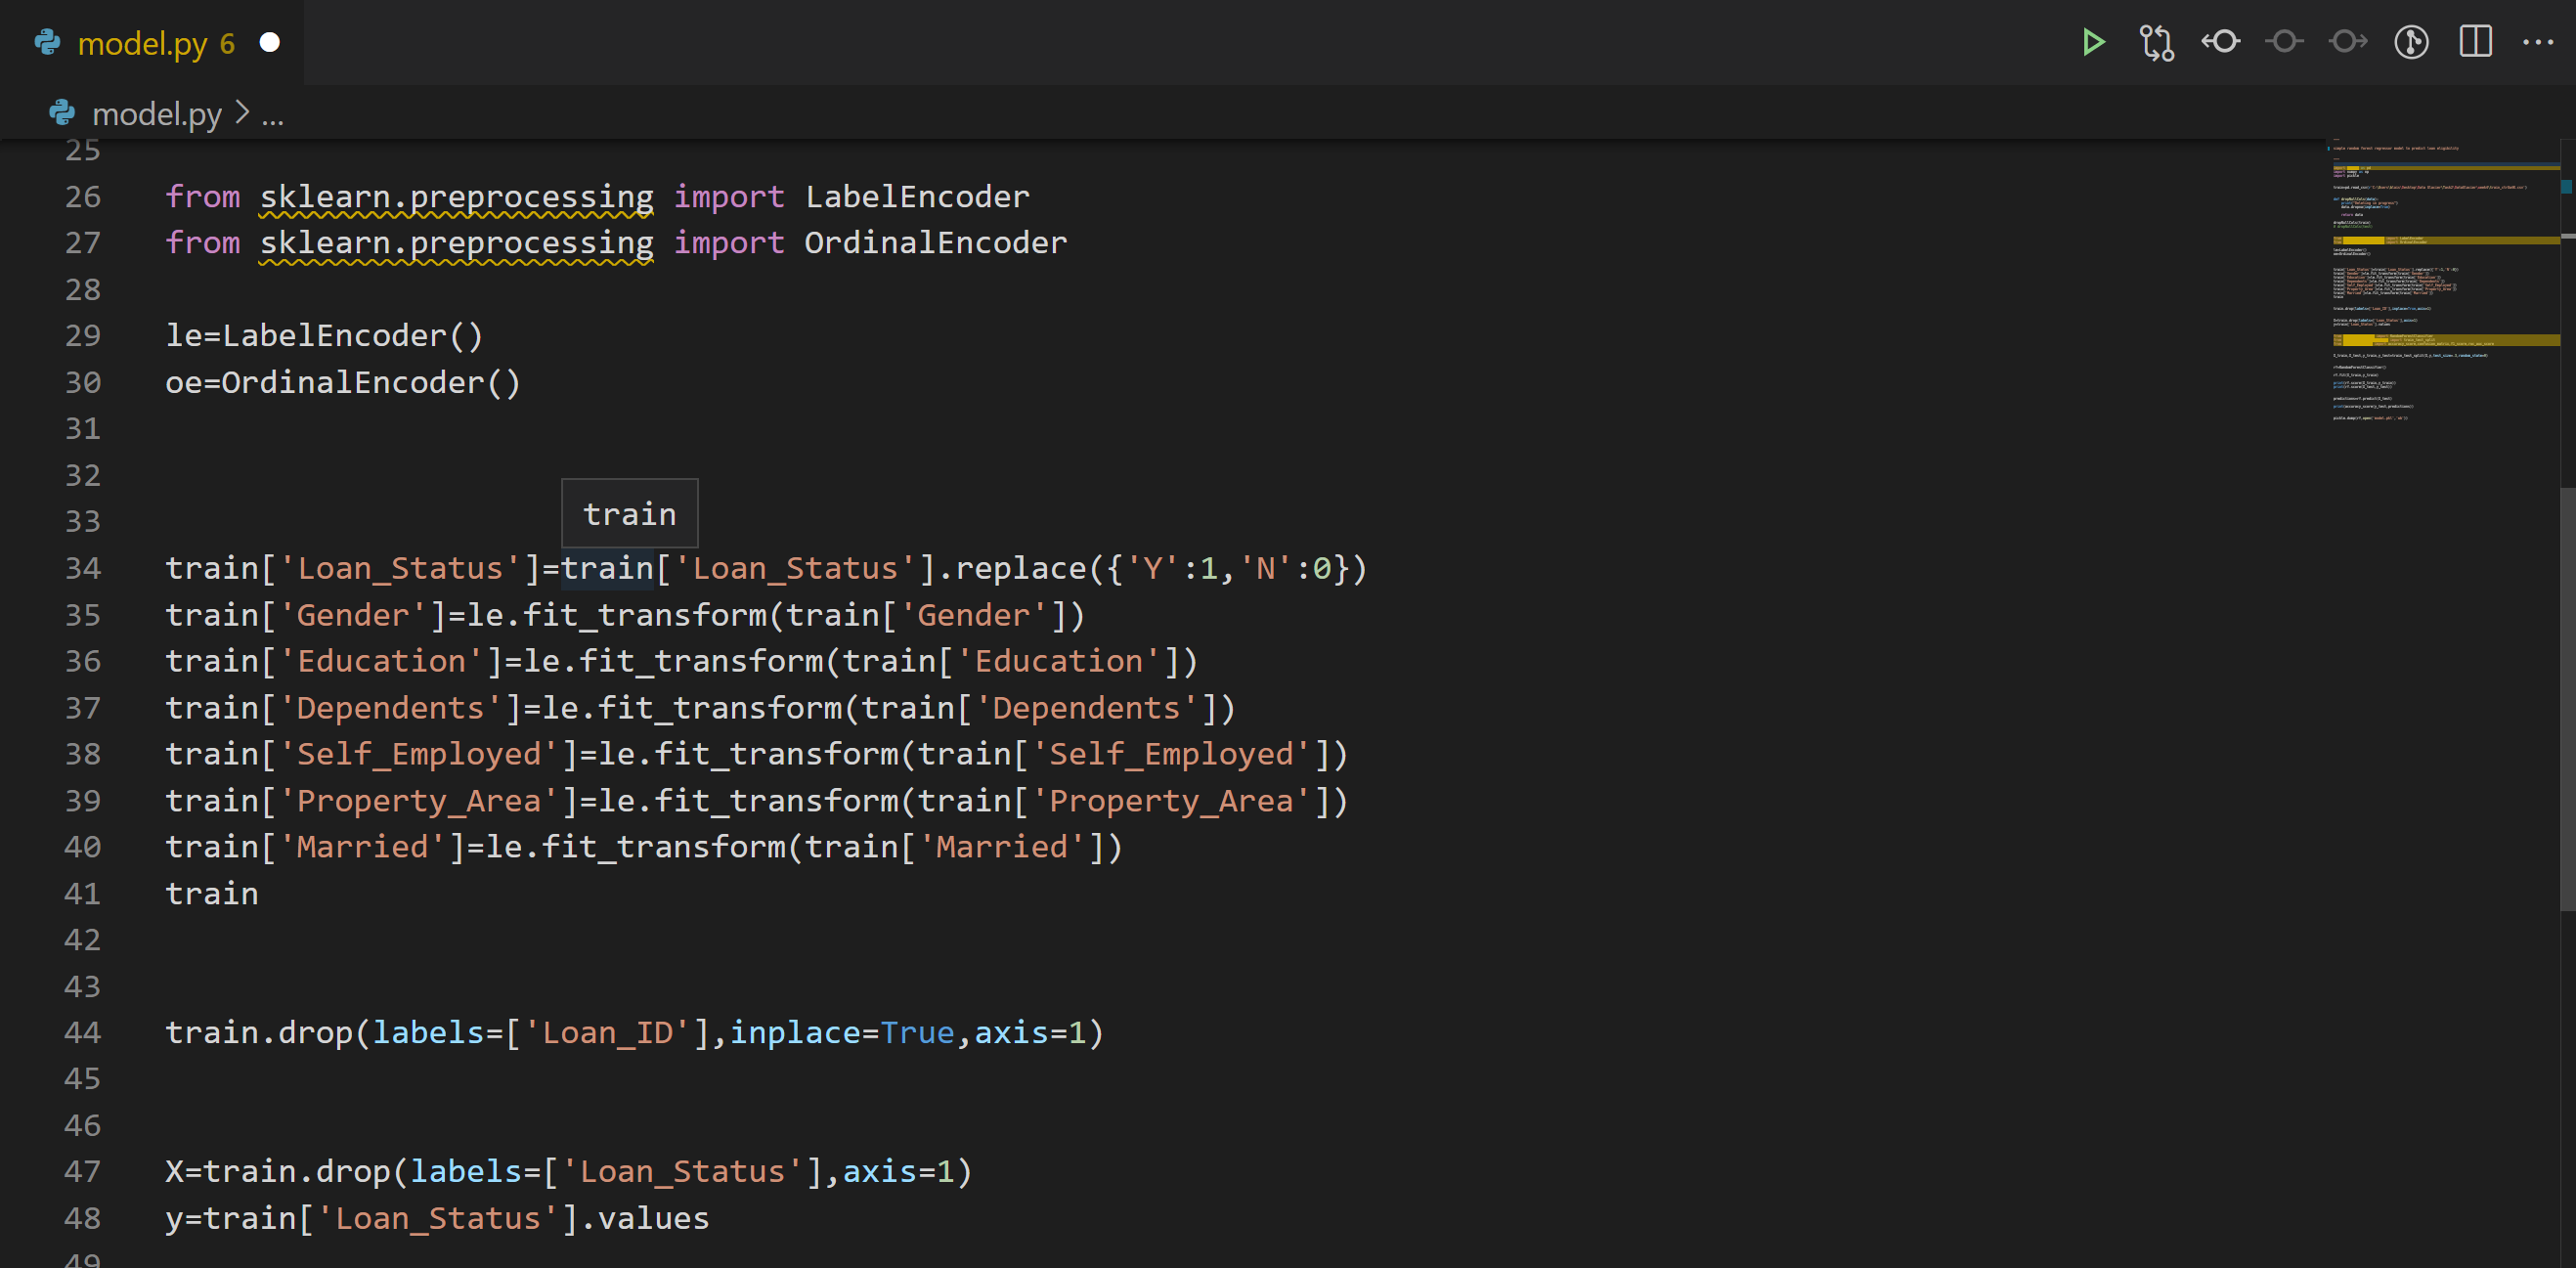 model.py 6
model.py > ...
25
26 from sklearn.preprocessing import LabelEncoder
27 from sklearn.preprocessing import OrdinalEncoder
28
29 le=LabelEncoder()
30 oe=OrdinalEncoder()
31
32
33
train
34 train['Loan_Status']=train['Loan_Status'].replace({'Y':1,'N':0})
35 train['Gender']=le.fit_transform(train['Gender'])
36 train['Education']=le.fit_transform(train['Education'])
37 train['Dependents']=le.fit_transform(train['Dependents'])
38 train['Self_Employed']=le.fit_transform(train['Self_Employed'])
39 train['Property_Area']=le.fit_transform(train['Property_Area'])
40 train['Married']=le.fit_transform(train['Married'])
41 train
42
43
44 train.drop(labels=['Loan_ID'],inplace=True,axis=1)
45
46
47 X=train.drop(labels=['Loan_Status'],axis=1)
48 y=train['Loan_Status'].values
49